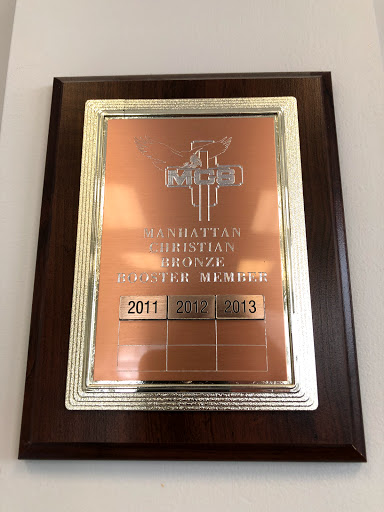 MCS
MANHATTAN
CHRISTIAN
BRONZE
BOOSTER MEMBER
2011 2012 2013